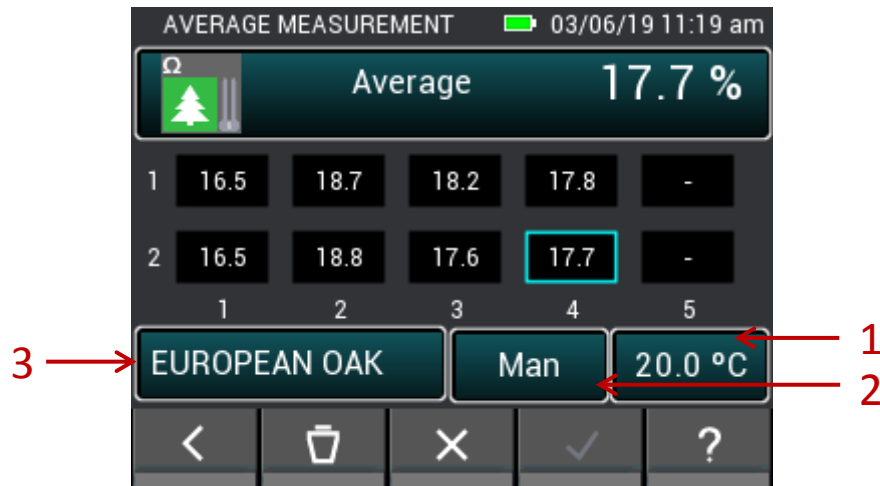 AVERAGE MEASUREMENT 03/06/19 11:19 am
Ω
Average 17.7 %
1 16.5 18.7 18.2 17.8 -
2 16.5 18.8 17.6 17.7 -
1 2 3 4 5
1
3 EUROPEAN OAK Man 20.0 ºC
2
?